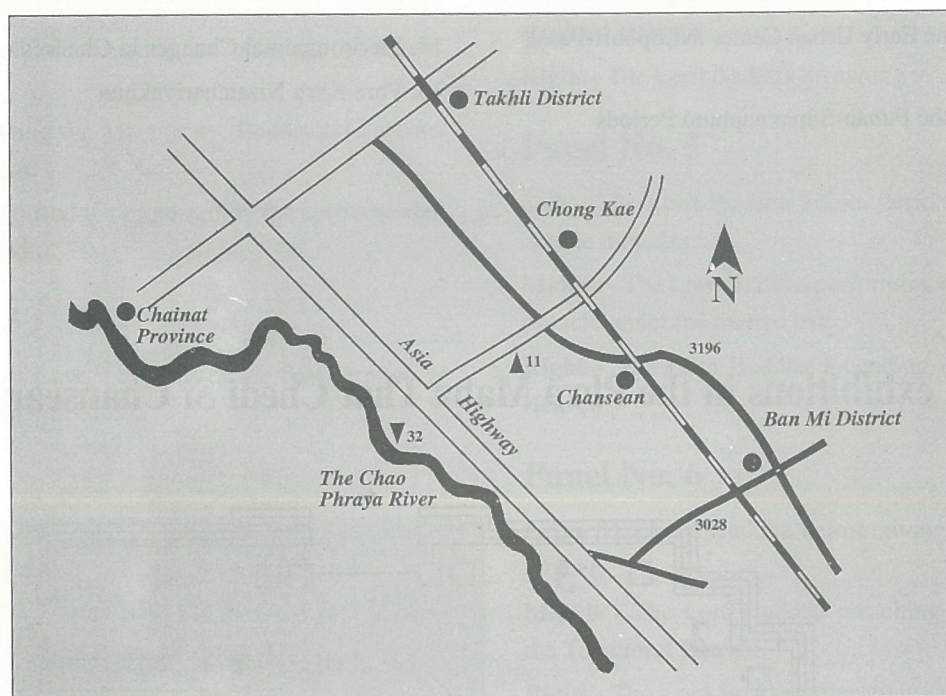 Takhli District
Chong Kae
N
Chainat
Province
Asia
Highway
11
3196
Chansean
Ban Mi District
32
The Chao
Phraya River
3028